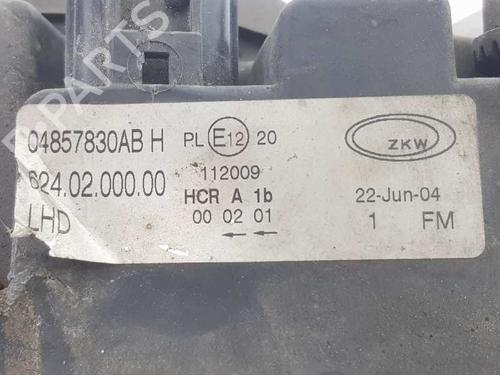 04857830AB H
624.02.000.00
LHD
P.L E12 20
112009
HCR A 1b
00 02 01
←←
ZKW
22-Jun-04
1 FM
PARTS